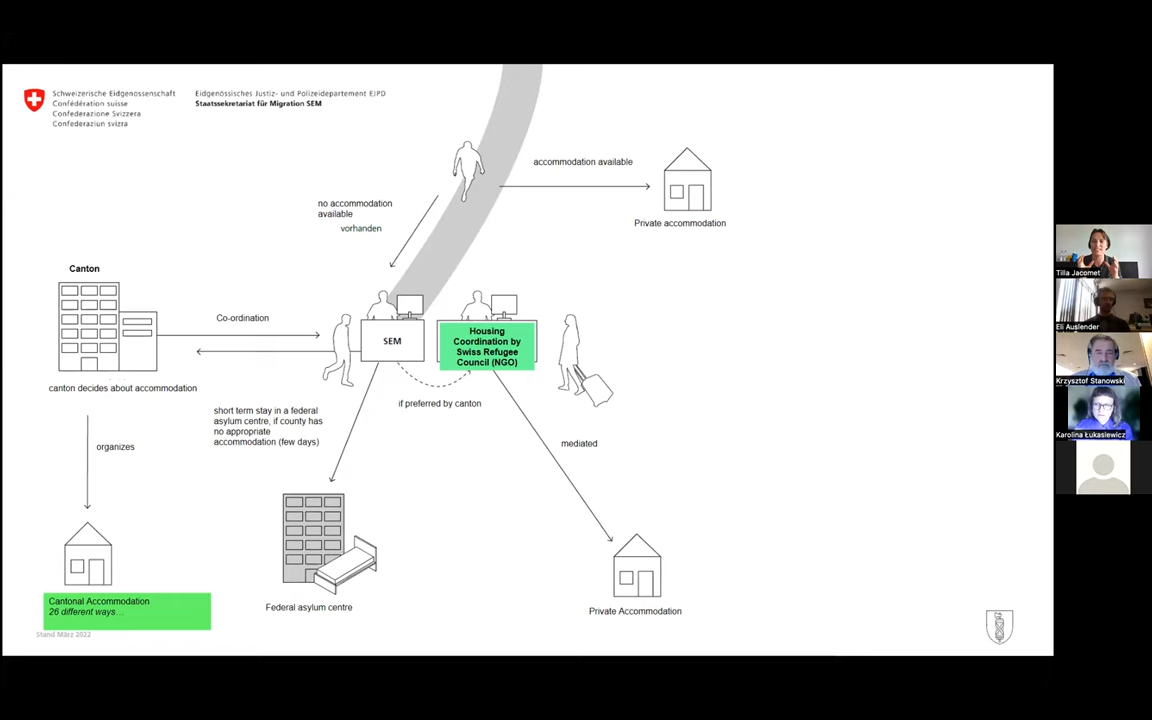 Schweizerische Eidgenossenschaft
Confédération suisse
Confederazione Svizzera
Confederaziun svizra
Eidgenössisches Justiz- und Polizeidepartement EJPD
Staatssekretariat für Migration SEM
accommodation available
Private accommodation
no accommodation
available
vorhanden
Canton
Co-ordination
canton decides about accommodation
SEM
Housing
Coordination by
Swiss Refugee
Council (NGO)
if preferred by canton
short term stay in a federal
asylum centre, if county has
no appropriate
accommodation (few days)
organizes
mediated
Cantonal Accommodation
26 different ways…
Federal asylum centre
Private Accommodation
Stand März 2022
Tilla Jacomet
Eli Auslender
Krzysztof Stanowski
Karolina Łukasiewicz